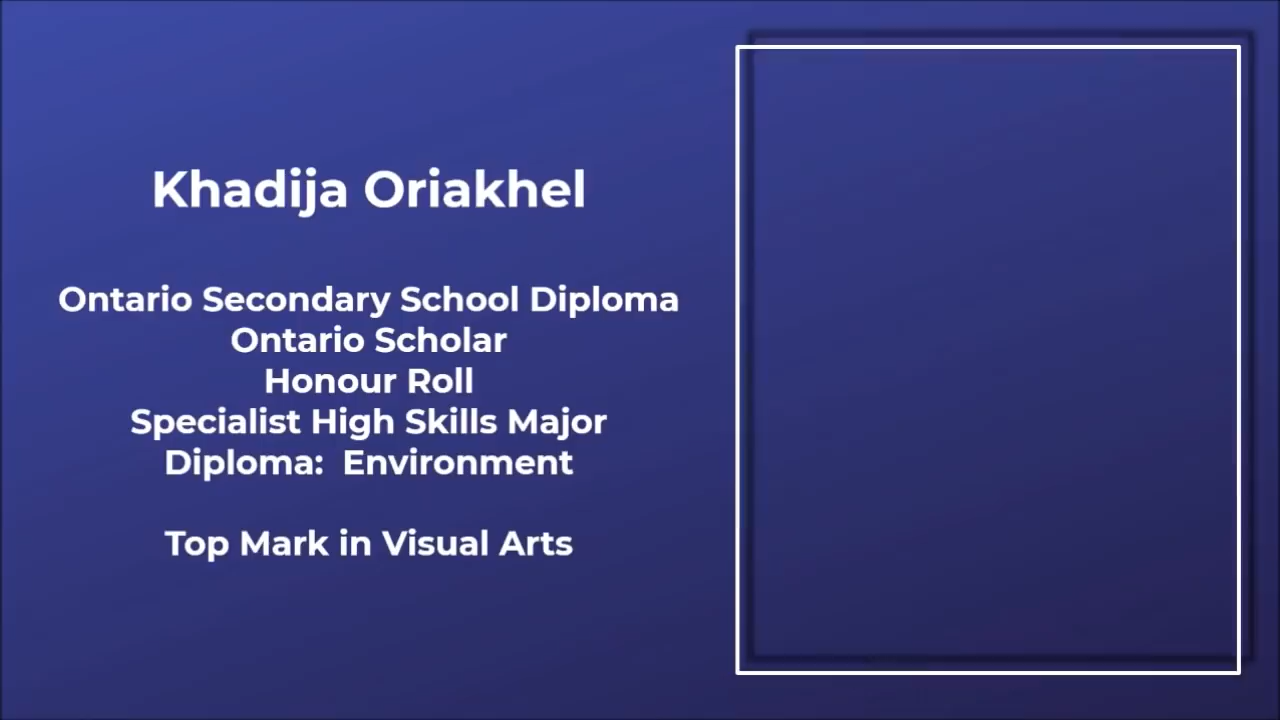 Khadija Oriakhel
Ontario Secondary School Diploma
Ontario Scholar
Honour Roll
Specialist High Skills Major
Diploma:  Environment
Top Mark in Visual Arts